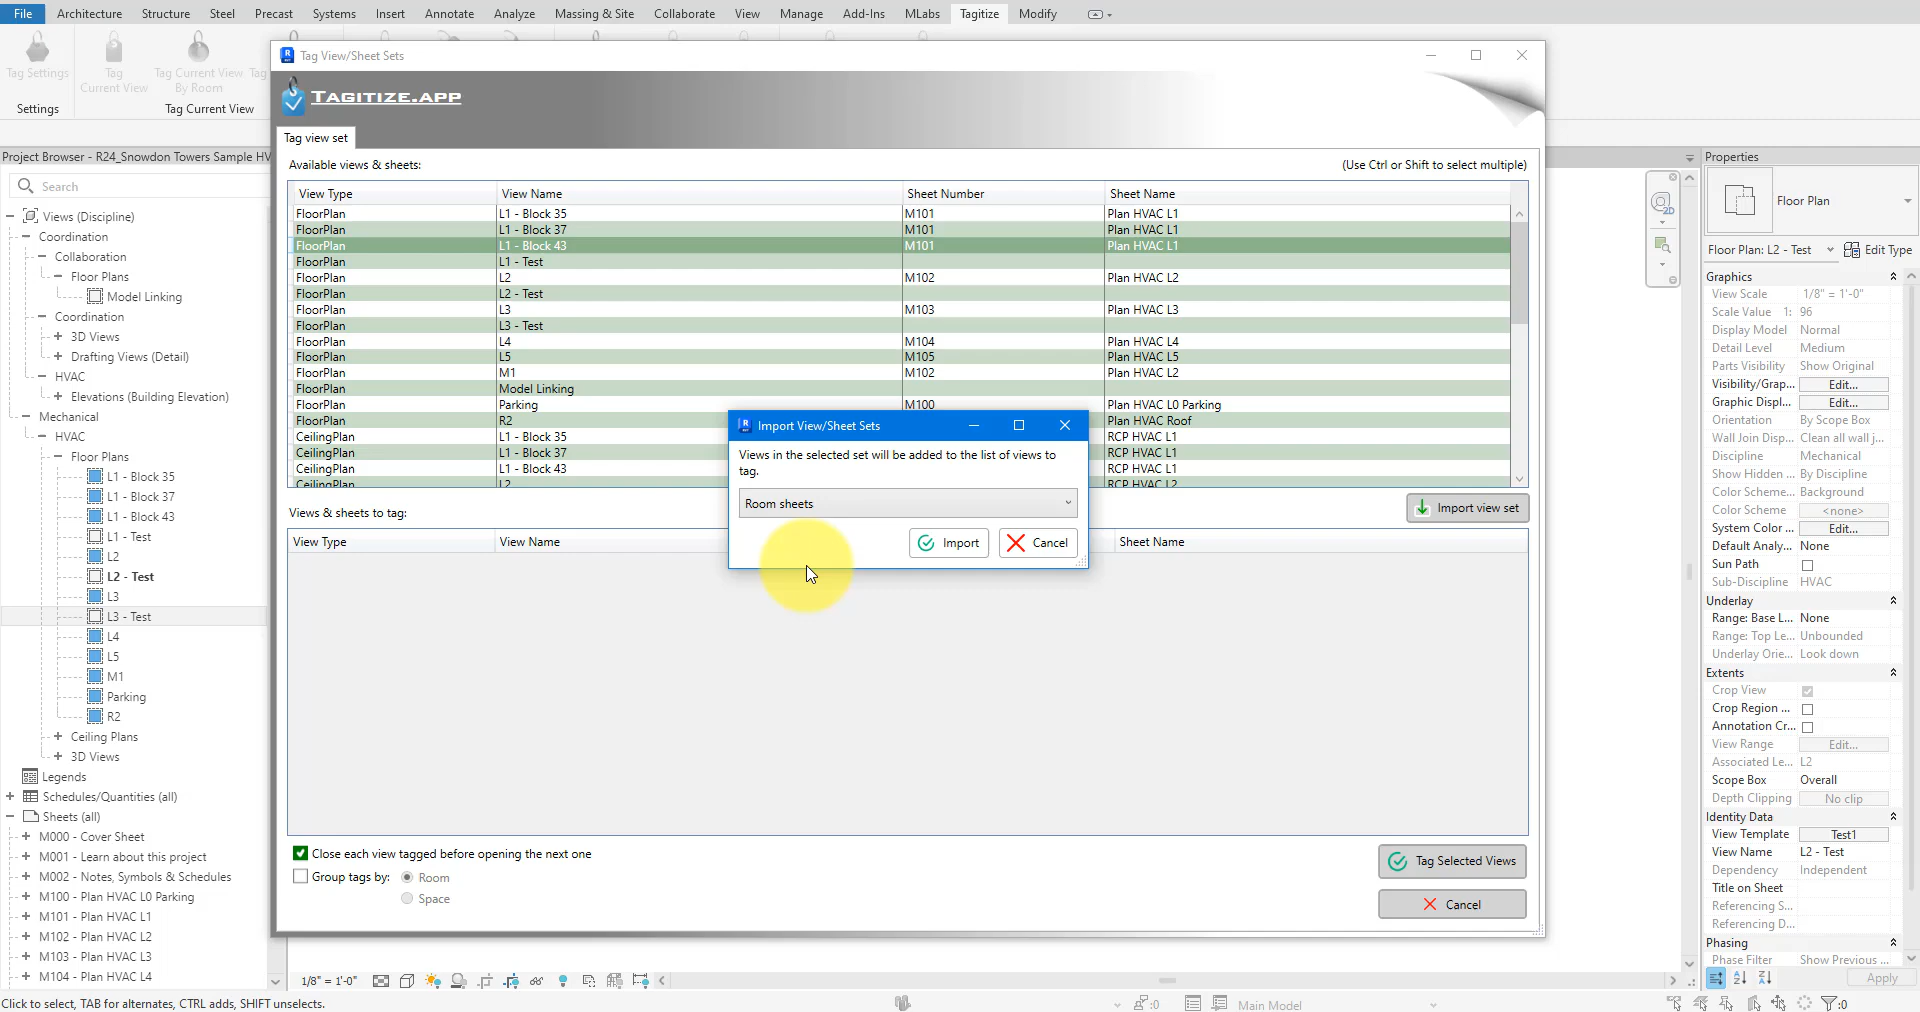 File Architecture Structure Steel Precast Systems Insert Annotate Analyze Massing & Site Collaborate View Manage Add-Ins MLabs Tagitize Modify
Tag Settings
Tag
Current View
Tag Current View
By Room
Tag
Settings
Tag Current View
Tag View/Sheet Sets
TAGITIZE.APP
Tag view set
Available views & sheets:
(Use Ctrl or Shift to select multiple)
View Type View Name Sheet Number Sheet Name
FloorPlan L1 - Block 35 M101 Plan HVAC L1
FloorPlan L1 - Block 37 M101 Plan HVAC L1
FloorPlan L1 - Block 43 M101 Plan HVAC L1
FloorPlan L1 - Test
FloorPlan L2 M102 Plan HVAC L2
FloorPlan L2 - Test
FloorPlan L3 M103 Plan HVAC L3
FloorPlan L3 - Test
FloorPlan L4 M104 Plan HVAC L4
FloorPlan L5 M105 Plan HVAC L5
FloorPlan M1 M102 Plan HVAC L2
FloorPlan Model Linking
FloorPlan Parking M100 Plan HVAC L0 Parking
FloorPlan R2 Plan HVAC Roof
CeilingPlan L1 - Block 35 RCP HVAC L1
CeilingPlan L1 - Block 37 RCP HVAC L1
CeilingPlan L1 - Block 43 RCP HVAC L1
CeilingPlan L2 RCP HVAC L2
Import View/Sheet Sets
Views in the selected set will be added to the list of views to
tag.
Room sheets
Import Cancel
Views & sheets to tag:
Import view set
View Type View Name Sheet Name
Close each view tagged before opening the next one
Group tags by: Room
Space
Tag Selected Views
Cancel
Project Browser - R24_Snowdon Towers Sample HV
Search
Views (Discipline)
Coordination
Collaboration
Floor Plans
Model Linking
Coordination
3D Views
Drafting Views (Detail)
HVAC
Elevations (Building Elevation)
Mechanical
HVAC
Floor Plans
L1 - Block 35
L1 - Block 37
L1 - Block 43
L1 - Test
L2
L2 - Test
L3
L3 - Test
L4
L5
M1
Parking
R2
Ceiling Plans
3D Views
Legends
Schedules/Quantities (all)
Sheets (all)
M000 - Cover Sheet
M001 - Learn about this project
M002 - Notes, Symbols & Schedules
M100 - Plan HVAC L0 Parking
M101 - Plan HVAC L1
M102 - Plan HVAC L2
M103 - Plan HVAC L3
M104 - Plan HVAC L4
Properties
2D
Floor Plan
Floor Plan: L2 - Test Edit Type
Graphics
View Scale 1/8" = 1'-0"
Scale Value 1: 96
Display Model Normal
Detail Level Medium
Parts Visibility Show Original
Visibility/Grap... Edit...
Graphic Displ... Edit...
Orientation By Scope Box
Wall Join Disp... Clean all wall j...
Discipline Mechanical
Show Hidden ... By Discipline
Color Scheme... Background
Color Scheme <none>
System Color ... Edit...
Default Analy... None
Sun Path
Sub-Discipline HVAC
Underlay
Range: Base L... None
Range: Top Le... Unbounded
Underlay Orie... Look down
Extents
Crop View
Crop Region ...
Annotation Cr...
View Range Edit...
Associated Le... L2
Scope Box Overall
Depth Clipping No clip
Identity Data
View Template Test1
View Name L2 - Test
Dependency Independent
Title on Sheet
Referencing S...
Referencing D...
Phasing
Phase Filter Show Previous ...
Apply
1/8" = 1'-0"
Click to select, TAB for alternates, CTRL adds, SHIFT unselects.
:0
Main Model
:0